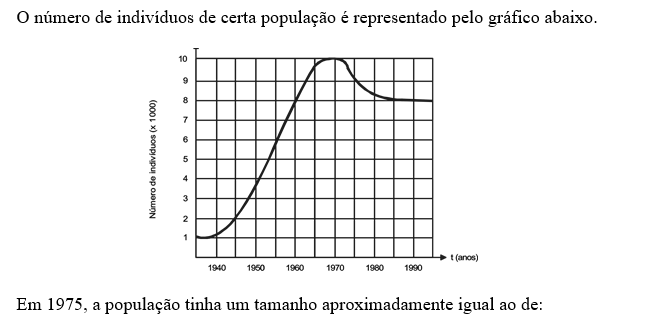 O número de indivíduos de certa população é representado pelo gráfico abaixo.
Número de indivíduos (x 1000)
10
9
8
7
6
5
4
3
2
1
1940 1950 1960 1970 1980 1990
t (anos)
Em 1975, a população tinha um tamanho aproximadamente igual ao de: